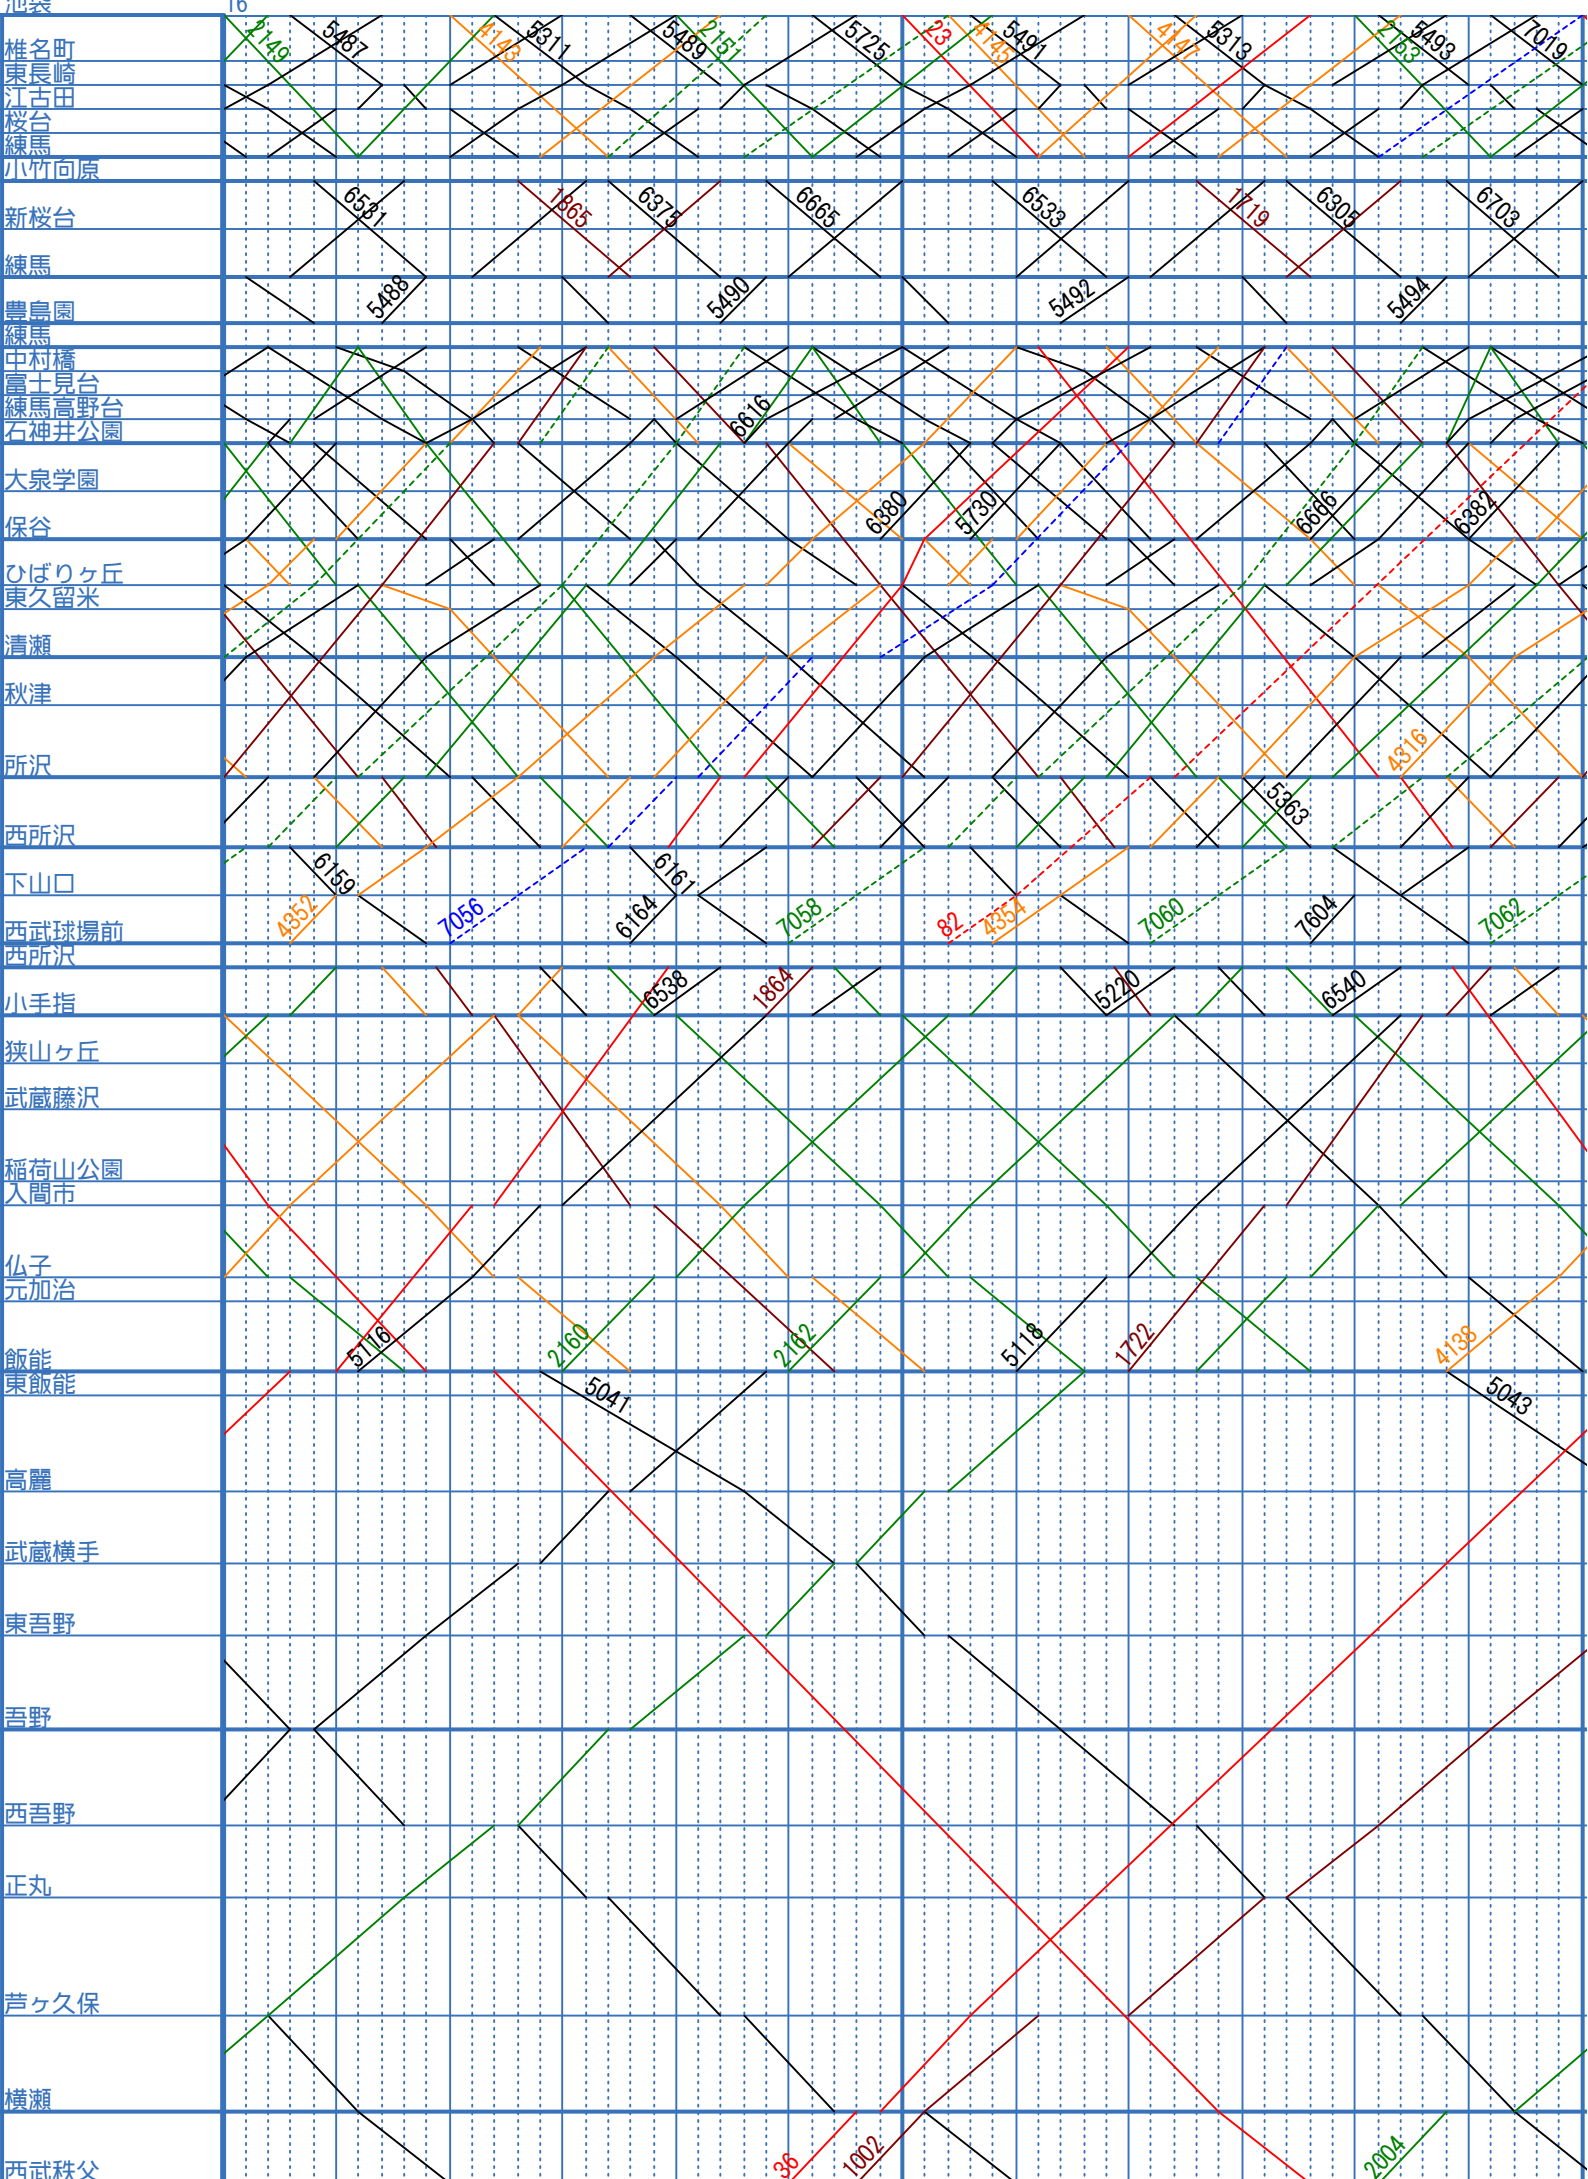 池袋 16
椎名町 2149 5487 4143 5311 5489 2151 5725 23 4145 5491 4147 5313 2153 5493 7019
東長崎
江古田
桜台
練馬
小竹向原
新桜台 6531 1865 6375 6665 6533 1719 6305 6703
練馬
豊島園 5488 5490 5492 5494
練馬
中村橋
富士見台
練馬高野台
石神井公園 6616
大泉学園
保谷 6380 5730 6666 6382
ひばりヶ丘
東久留米
清瀬
秋津
所沢 4316
西所沢 5363
下山口 6159 6161
西武球場前 4352 7056 6164 7058 82 4354 7060 7604 7062
西所沢
小手指 6538 1864 5220 6540
狭山ヶ丘
武蔵藤沢
稲荷山公園
入間市
仏子
元加治
飯能 5116 2160 2162 5118 1722 4138
東飯能 5041 5043
高麗
武蔵横手
東吾野
吾野
西吾野
正丸
芦ヶ久保
横瀬
西武秩父 36 1002 2004